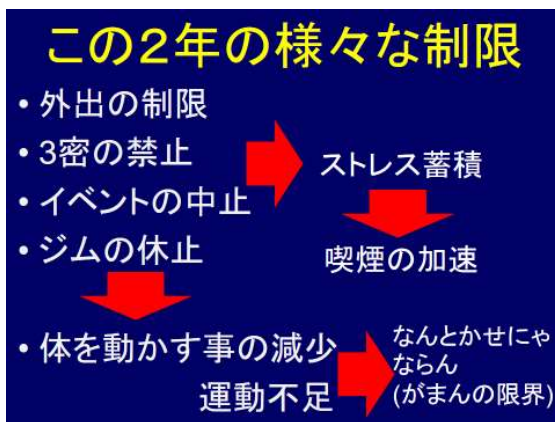 この２年の様々な制限
• 外出の制限
• 3密の禁止
• イベントの中止
• ジムの休止
ストレス蓄積
喫煙の加速
• 体を動かす事の減少
運動不足
なんとかせにゃ
ならん
(がまんの限界)